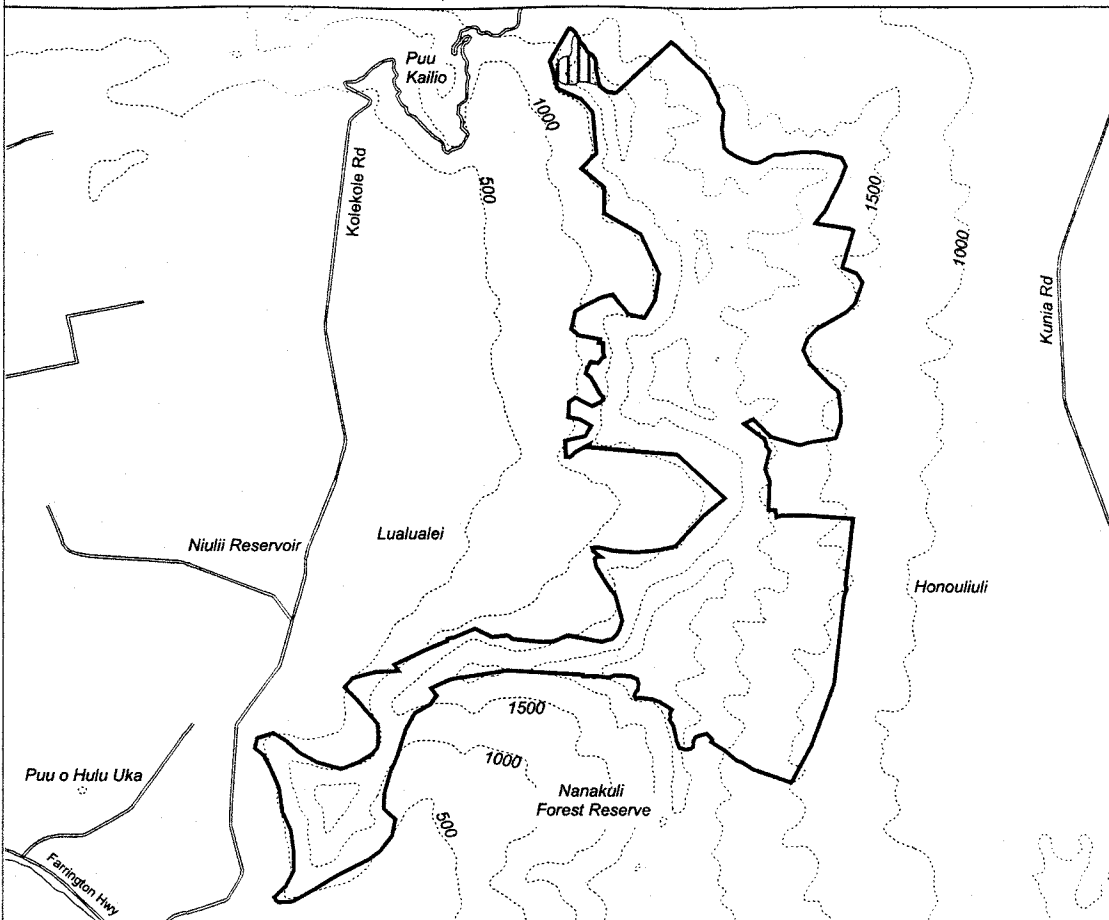 Puu
Kailio
1000
500
Kolekole Rd
1500
1000
Kunia Rd
Niulii Reservoir
Lualualei
Honouliuli
1500
1000
Puu o Hulu Uka
Nanakuli
Forest Reserve
500
Farrington Hwy